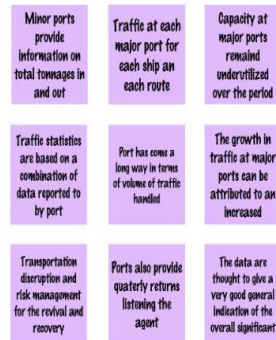 Minor ports
provide
information on
total tonnages in
and out
Traffic at each
major port for
each ship an
each route
Capacity at
major ports
remaind
underutilized
over the period
Traffic statistics
are based on a
combination of
data reported to
by port
Port has come a
long way in terms
of volume of traffic
handled
The growth in
traffic at major
ports can be
attributed to an
increased
Transportation
disruption and
risk management
for the revival and
recovery
Ports also provide
quaterly returns
listening the
agent
The data are
thought to give a
very good general
Indication of the
overall significant